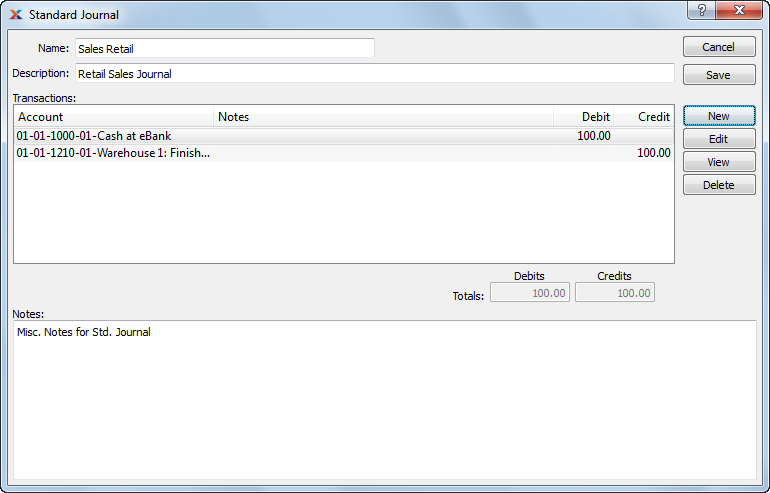 Standard Journal
Name: Sales Retail
Cancel
Description: Retail Sales Journal
Save
Transactions:
Account Notes Debit Credit
New
01-01-1000-01-Cash at eBank 100.00
Edit
01-01-1210-01-Warehouse 1: Finish... 100.00
View
Delete
Debits Credits
Totals: 100.00 100.00
Notes:
Misc. Notes for Std. Journal